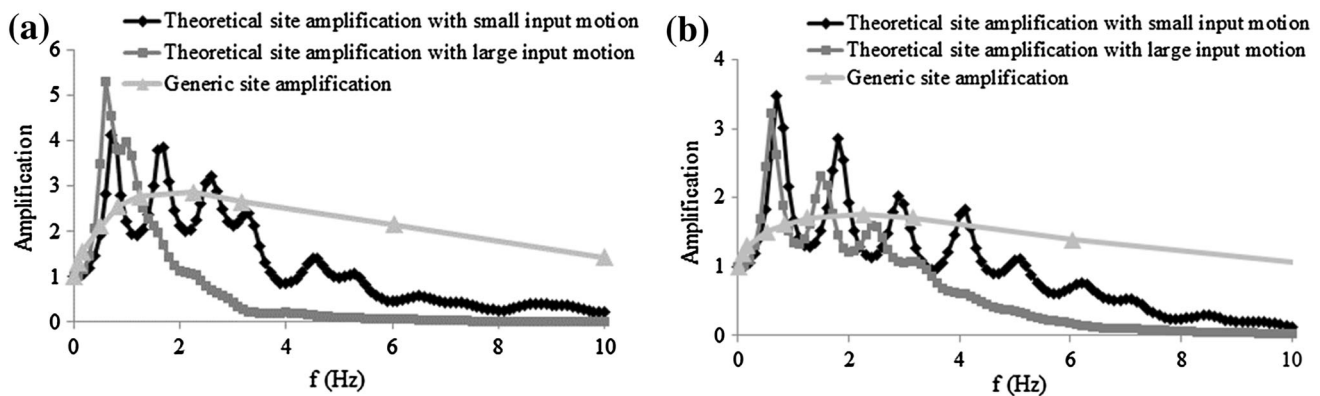 (a)
Theoretical site amplification with small input motion
Theoretical site amplification with large input motion
Generic site amplification
6
5
4
3
2
1
0
Amplification
0 2 4 6 8 10
f (Hz)
(b)
Theoretical site amplification with small input motion
Theoretical site amplification with large input motion
Generic site amplification
4
3
2
1
0
Amplification
0 2 4 6 8 10
f (Hz)